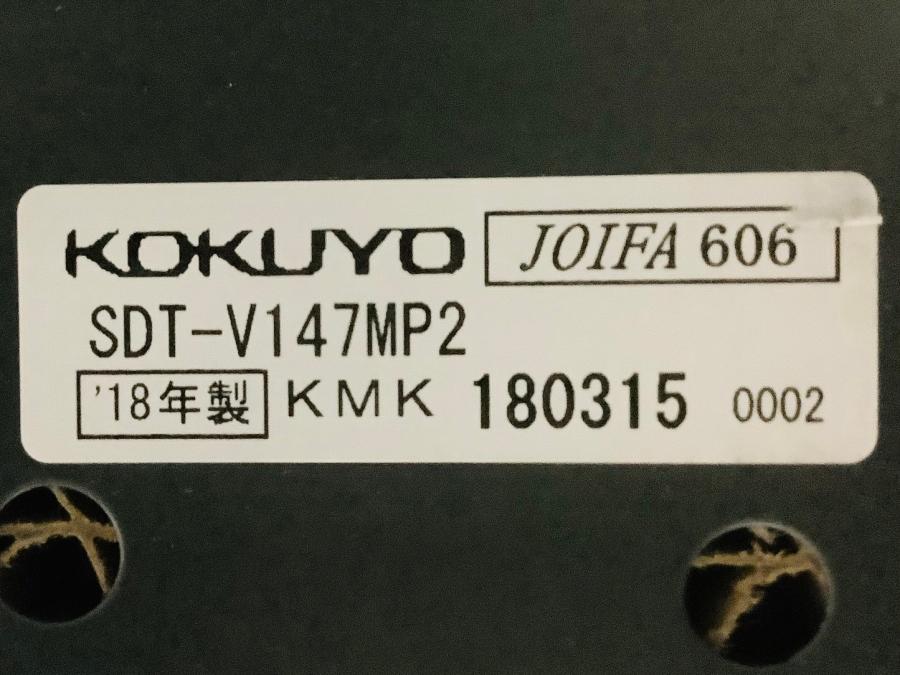 KOKUYO JOIFA 606
SDT-V147MP2
'18年製 KMK 180315 0002